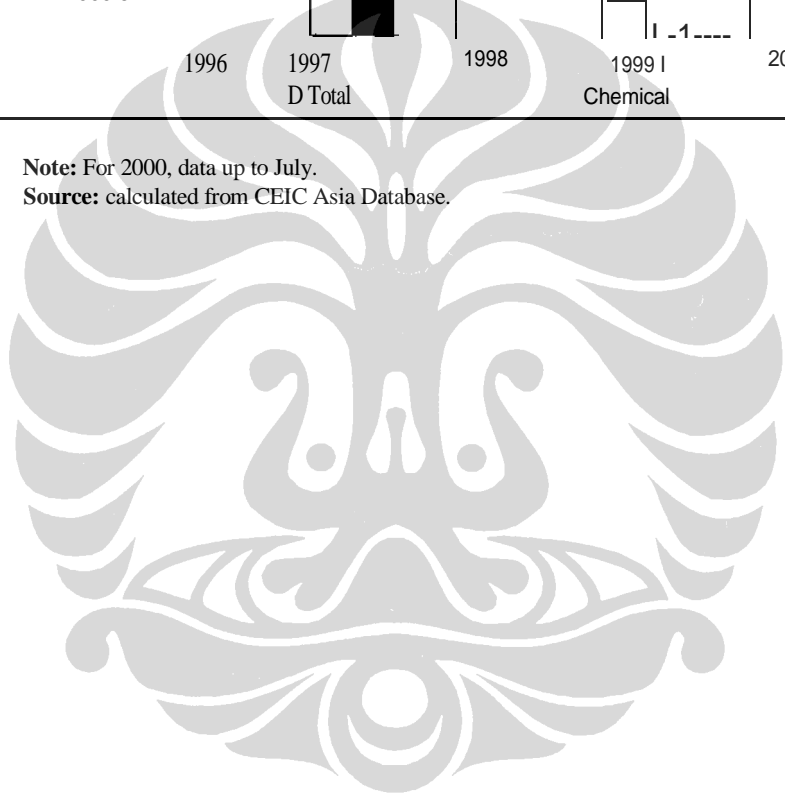 1996 1997 1998 1999 I 20
D Total Chemical
Note: For 2000, data up to July.
Source: calculated from CEIC Asia Database.